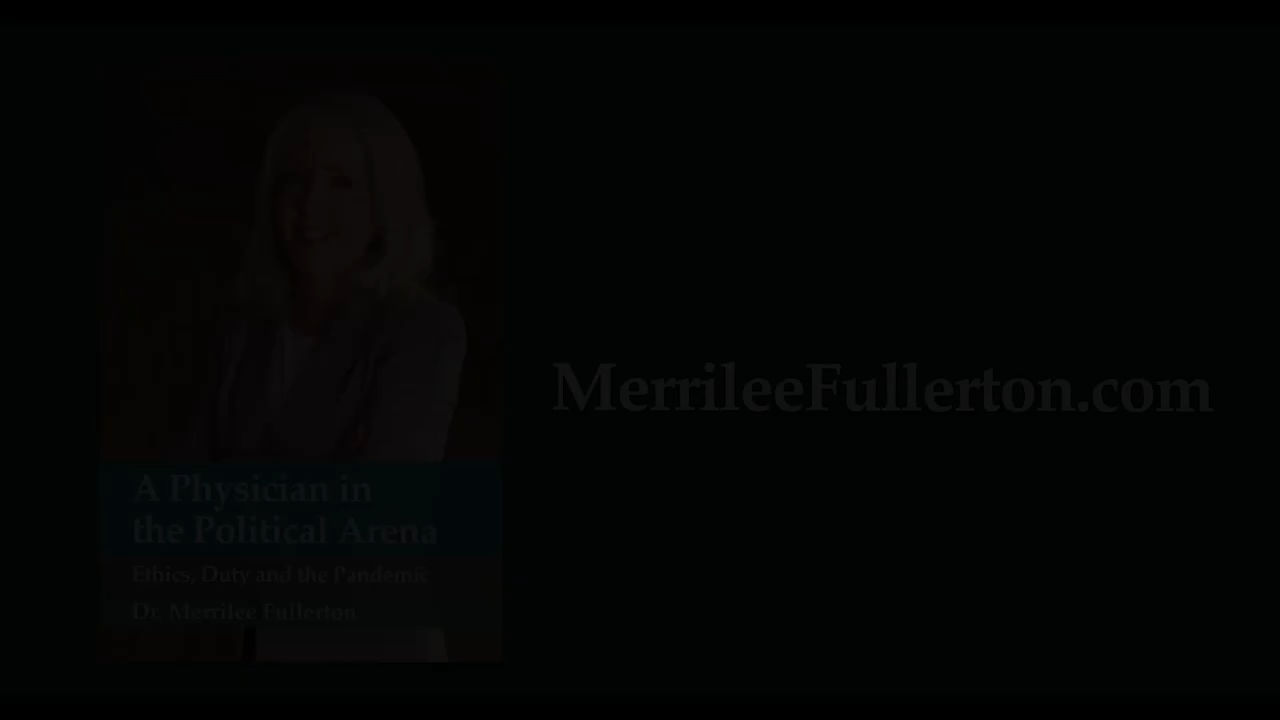 MerrileeFullerton.com
A Physician in
the Political Arena
Ethics, Duty and the Pandemic
Dr. Merrilee Fullerton